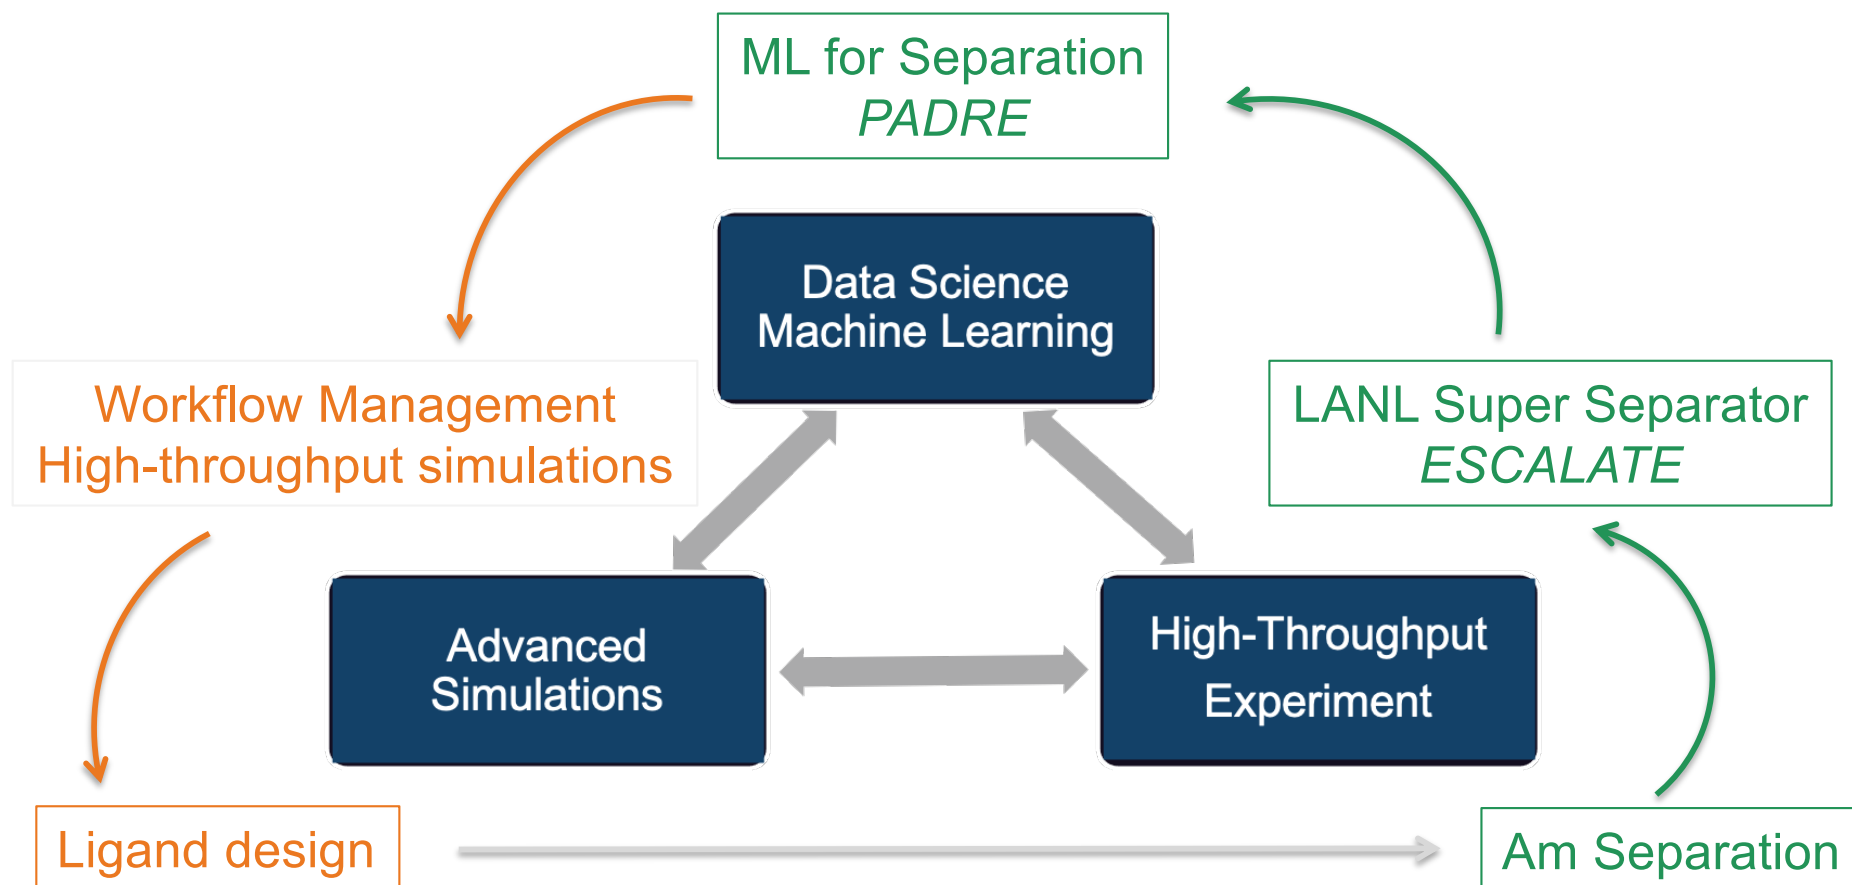 ML for Separation
PADRE
Data Science
Machine Learning
Workflow Management
High-throughput simulations
LANL Super Separator
ESCALATE
Advanced
Simulations
High-Throughput
Experiment
Ligand design
Am Separation